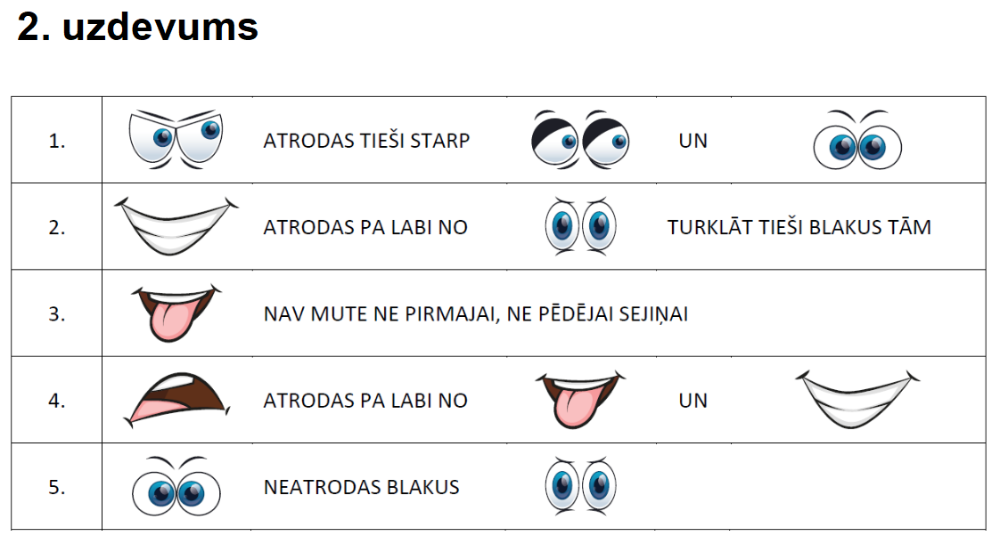 2. uzdevums
1. ATRODAS TIEŠI STARP UN
2. ATRODAS PA LABI NO TURKLĀT TIEŠI BLAKUS TĀM
3. NAV MUTE NE PIRMAJAI, NE PĒDĒJAI SEJIŅAI
4. ATRODAS PA LABI NO UN
5. NEATRODAS BLAKUS